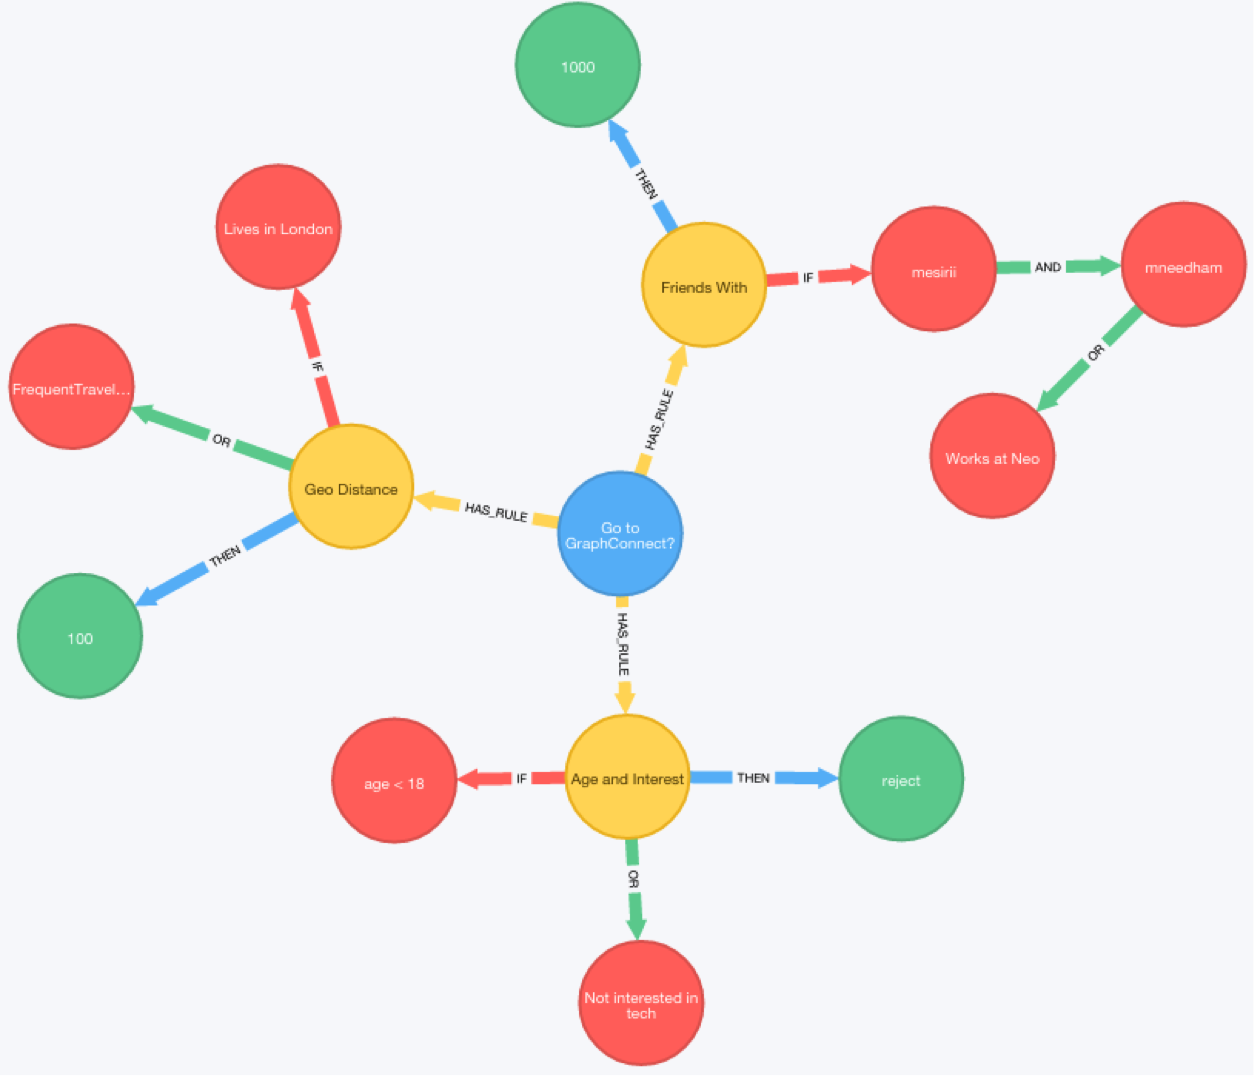 1000
THEN
Lives in London
mesirii
AND
mneedham
Friends With
IF
IF
OR
FrequentTravel...
OR
HAS_RULE
Works at Neo
Geo Distance
HAS_RULE
Go to
GraphConnect?
THEN
100
HAS_RULE
age < 18
IF
Age and Interest
THEN
reject
OR
Not interested in
tech